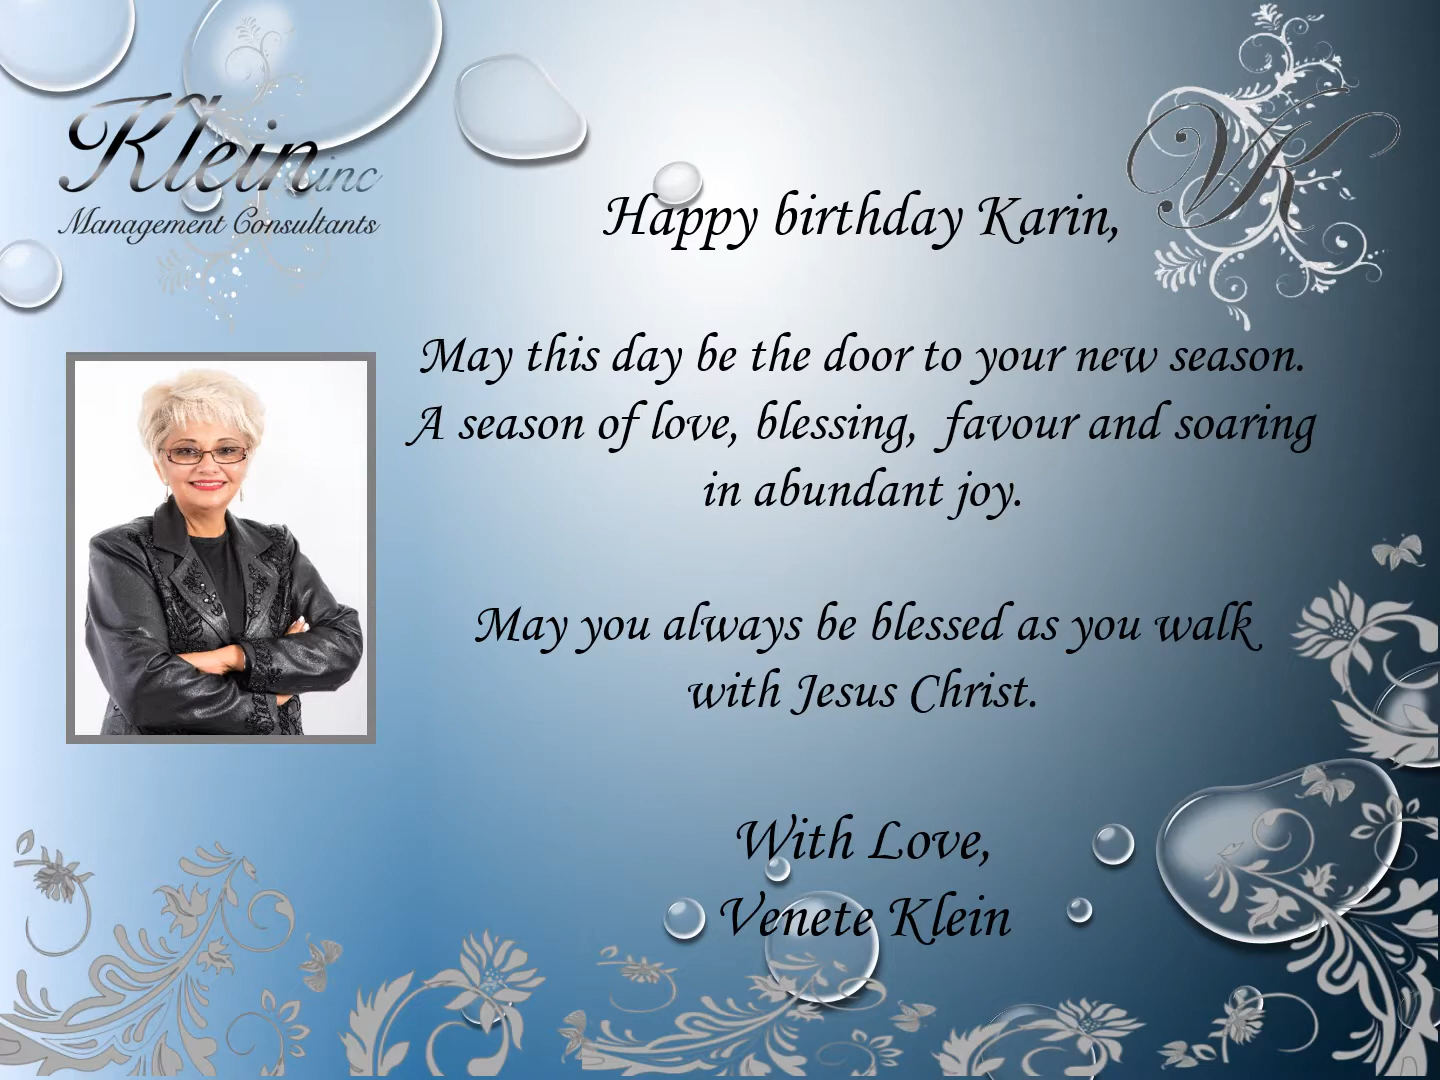 Klein inc
Management Consultants
VK
Happy birthday Karin,
May this day be the door to your new season.
A season of love, blessing,  favour and soaring
in abundant joy.
May you always be blessed as you walk
with Jesus Christ.
With Love,
Venete Klein